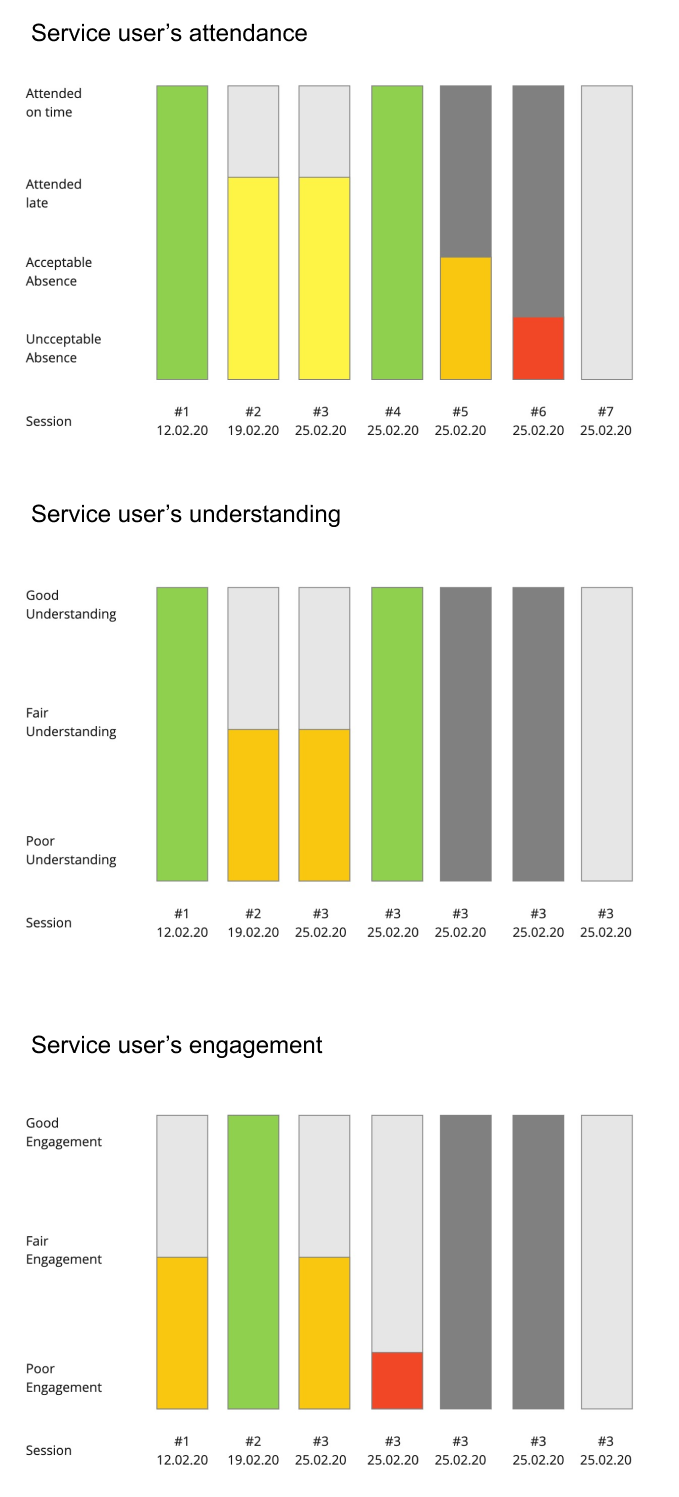 Service user’s attendance
Attended
on time
Attended
late
Acceptable
Absence
Uncceptable
Absence
Session
#1 #2 #3 #4 #5 #6 #7
12.02.20 19.02.20 25.02.20 25.02.20 25.02.20 25.02.20 25.02.20
Service user’s understanding
Good
Understanding
Fair
Understanding
Poor
Understanding
Session
#1 #2 #3 #3 #3 #3 #3
12.02.20 19.02.20 25.02.20 25.02.20 25.02.20 25.02.20 25.02.20
Service user’s engagement
Good
Engagement
Fair
Engagement
Poor
Engagement
Session
#1 #2 #3 #3 #3 #3 #3
12.02.20 19.02.20 25.02.20 25.02.20 25.02.20 25.02.20 25.02.20